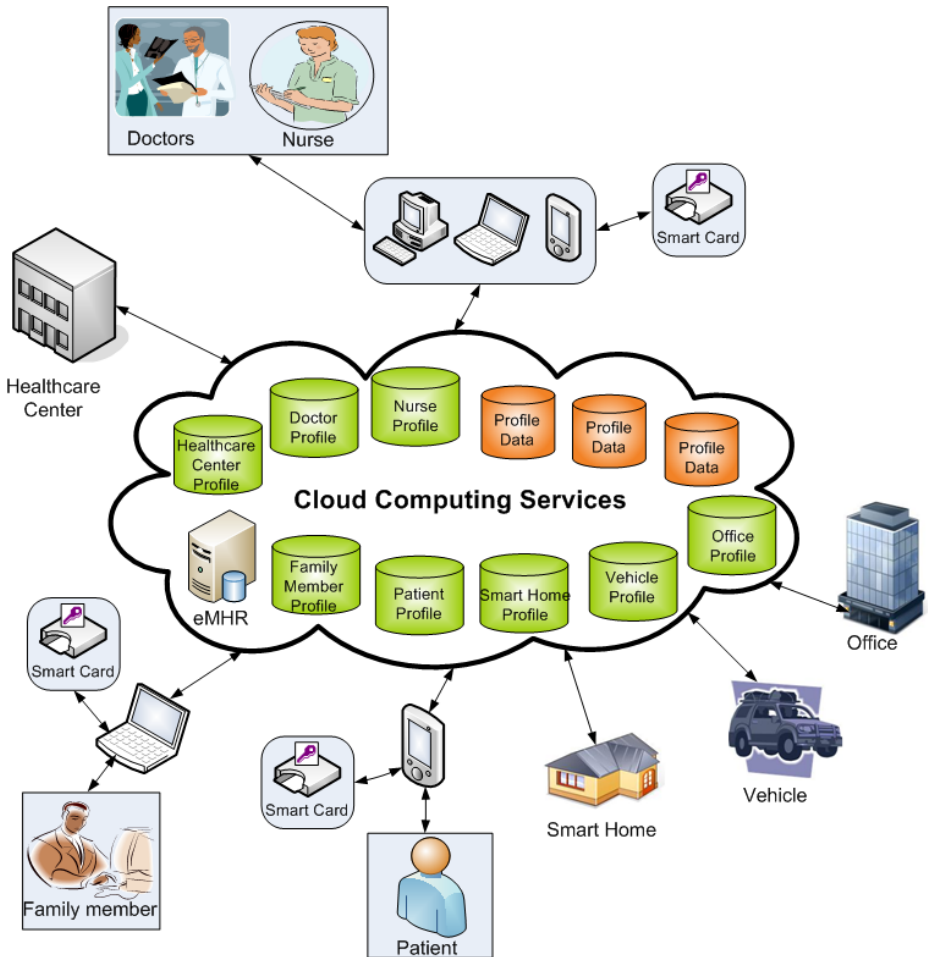 Doctors
Nurse
Smart Card
Healthcare
Center
Healthcare
Center
Profile
Doctor
Profile
Nurse
Profile
Profile
Data
Profile
Data
Profile
Data
Cloud Computing Services
eMHR
Family
Member
Profile
Patient
Profile
Smart Home
Profile
Vehicle
Profile
Office
Profile
Office
Smart Card
Smart Card
Smart Home
Vehicle
Family member
Patient